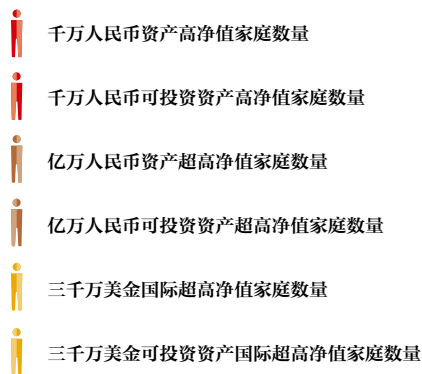 千万人民币资产高净值家庭数量
千万人民币可投资资产高净值家庭数量
亿万人民币资产超高净值家庭数量
亿万人民币可投资资产超高净值家庭数量
三千万美金国际超高净值家庭数量
三千万美金可投资资产国际超高净值家庭数量